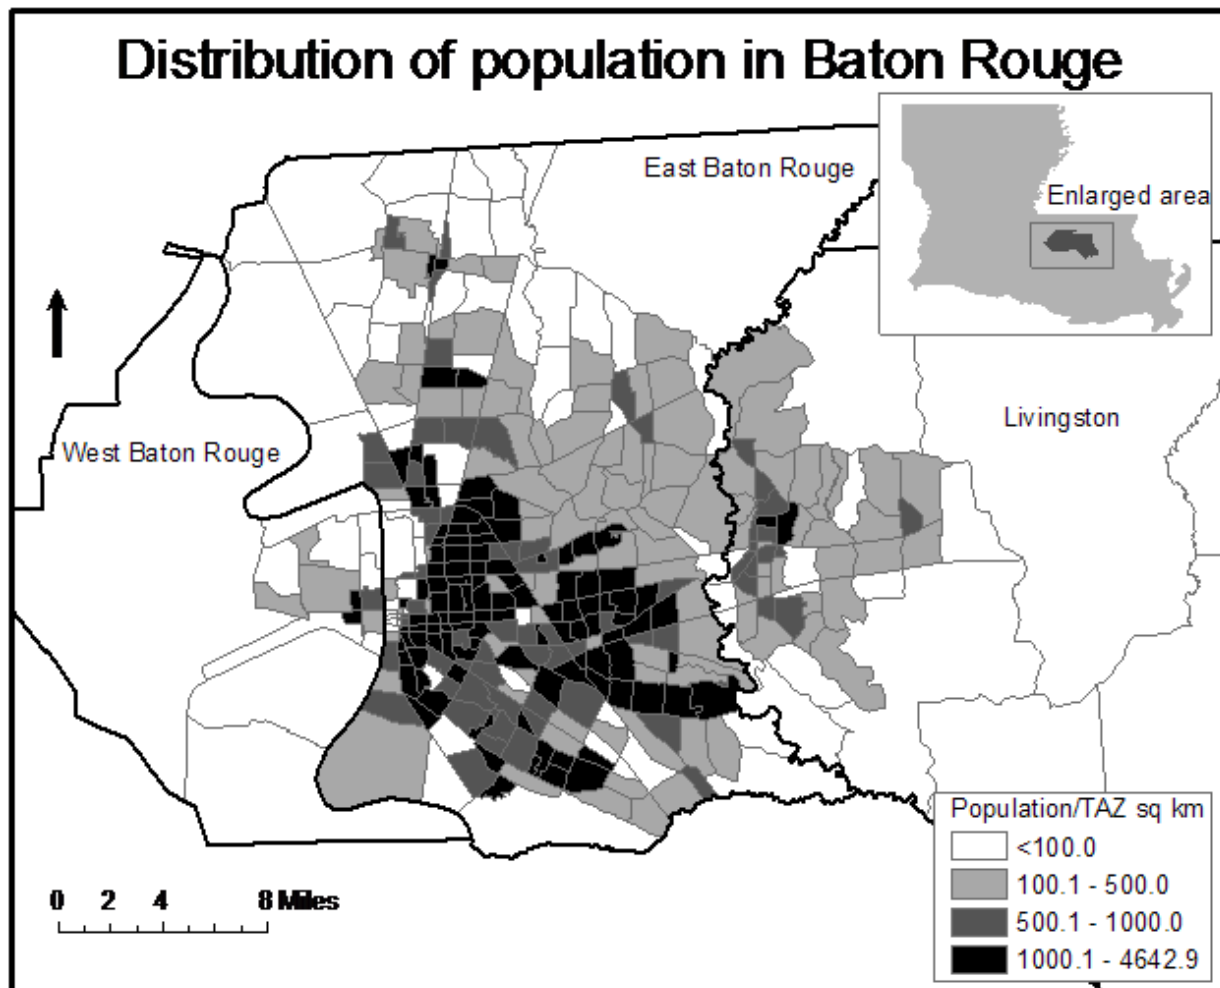 Distribution of population in Baton Rouge
East Baton Rouge
Enlarged area
West Baton Rouge
Livingston
Population/TAZ sq km
<100.0
100.1 - 500.0
500.1 - 1000.0
1000.1 - 4642.9
0 2 4 8 Miles